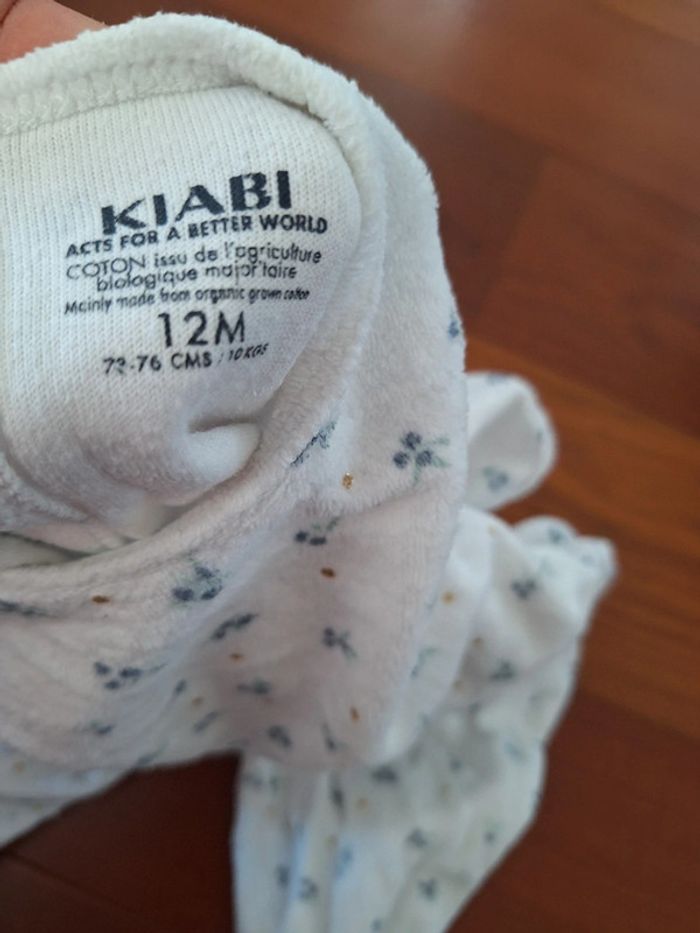 KIABI
ACTS FOR A BETTER WORLD
COTON issu de l'agriculture
biologique majoritaire
Mainly made from organic grown cotton
12M
73-76 CMS / 10KGS